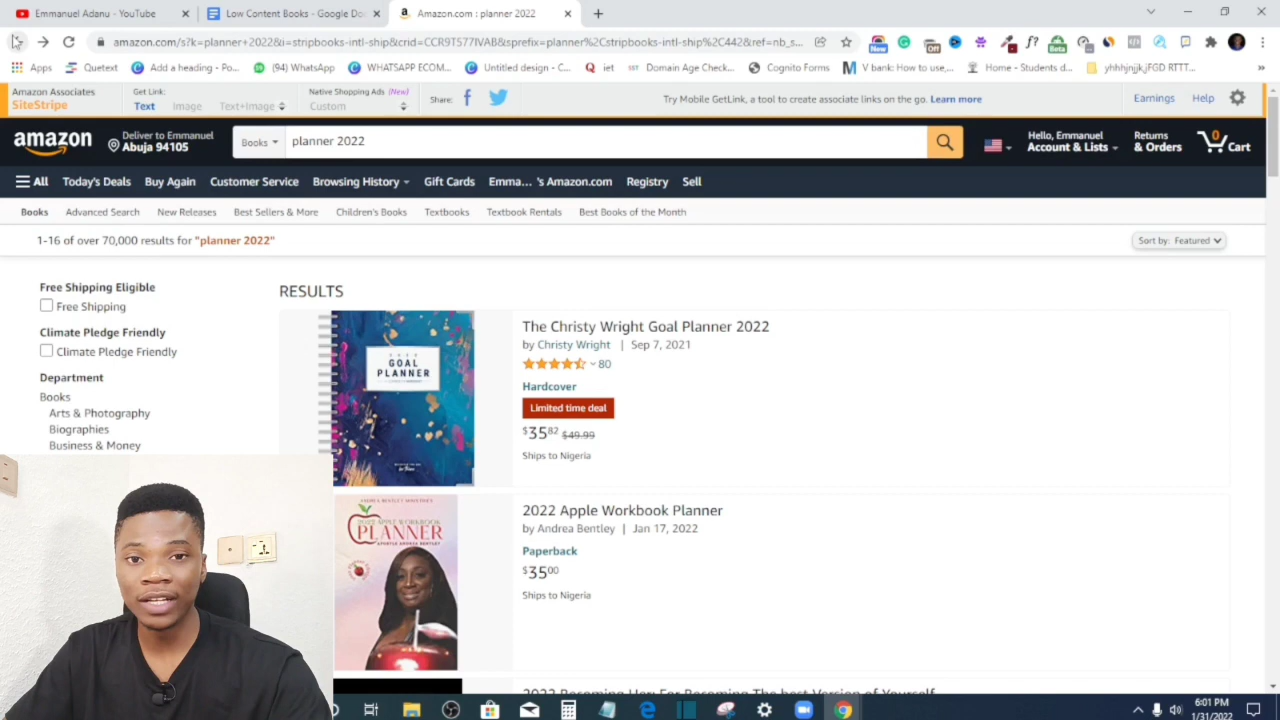 Emmanuel Adanu - YouTube
Low Content Books - Google Do
Amazon.com : planner 2022
amazon.com/s?k=planner+2022&i=stripbooks-intl-ship&crid=CCR9T577IVAB&sprefix=planner%2Cstripbooks-intl-ship%2C442&ref=nb_s...
New
Off
Beta
Apps
Quetext
Add a heading - Po...
(94) WhatsApp
WHATSAPP ECOM...
Untitled design - C...
iet
Domain Age Check...
Cognito Forms
V bank: How to use,...
Home - Students d...
yhhhjnjjk,jFGD RTTT...
Amazon Associates
SiteStripe
Get Link:
Text
Image
Text+Image
Native Shopping Ads (New)
Custom
Share:
Try Mobile GetLink, a tool to create associate links on the go. Learn more
Earnings
Help
amazon
Deliver to Emmanuel
Abuja 94105
Books
planner 2022
Hello, Emmanuel
Account & Lists
Returns
& Orders
0
Cart
All
Today's Deals
Buy Again
Customer Service
Browsing History
Gift Cards
Emma... 's Amazon.com
Registry
Sell
Books
Advanced Search
New Releases
Best Sellers & More
Children's Books
Textbooks
Textbook Rentals
Best Books of the Month
1-16 of over 70,000 results for "planner 2022"
Sort by: Featured
Free Shipping Eligible
Free Shipping
Climate Pledge Friendly
Climate Pledge Friendly
Department
Books
Arts & Photography
Biographies
Business & Money
RESULTS
2022
GOAL
PLANNER
The Christy Wright Goal Planner 2022
by Christy Wright | Sep 7, 2021
80
Hardcover
Limited time deal
$35 82 $49.99
Ships to Nigeria
2022 APPLE WORKBOOK
PLANNER
APOSTLE ANDREA BENTLEY
2022 Apple Workbook Planner
by Andrea Bentley | Jan 17, 2022
Paperback
$35 00
Ships to Nigeria
2022 Becoming Her: For Becoming The best Version of Yourself
6:01 PM
1/31/2022